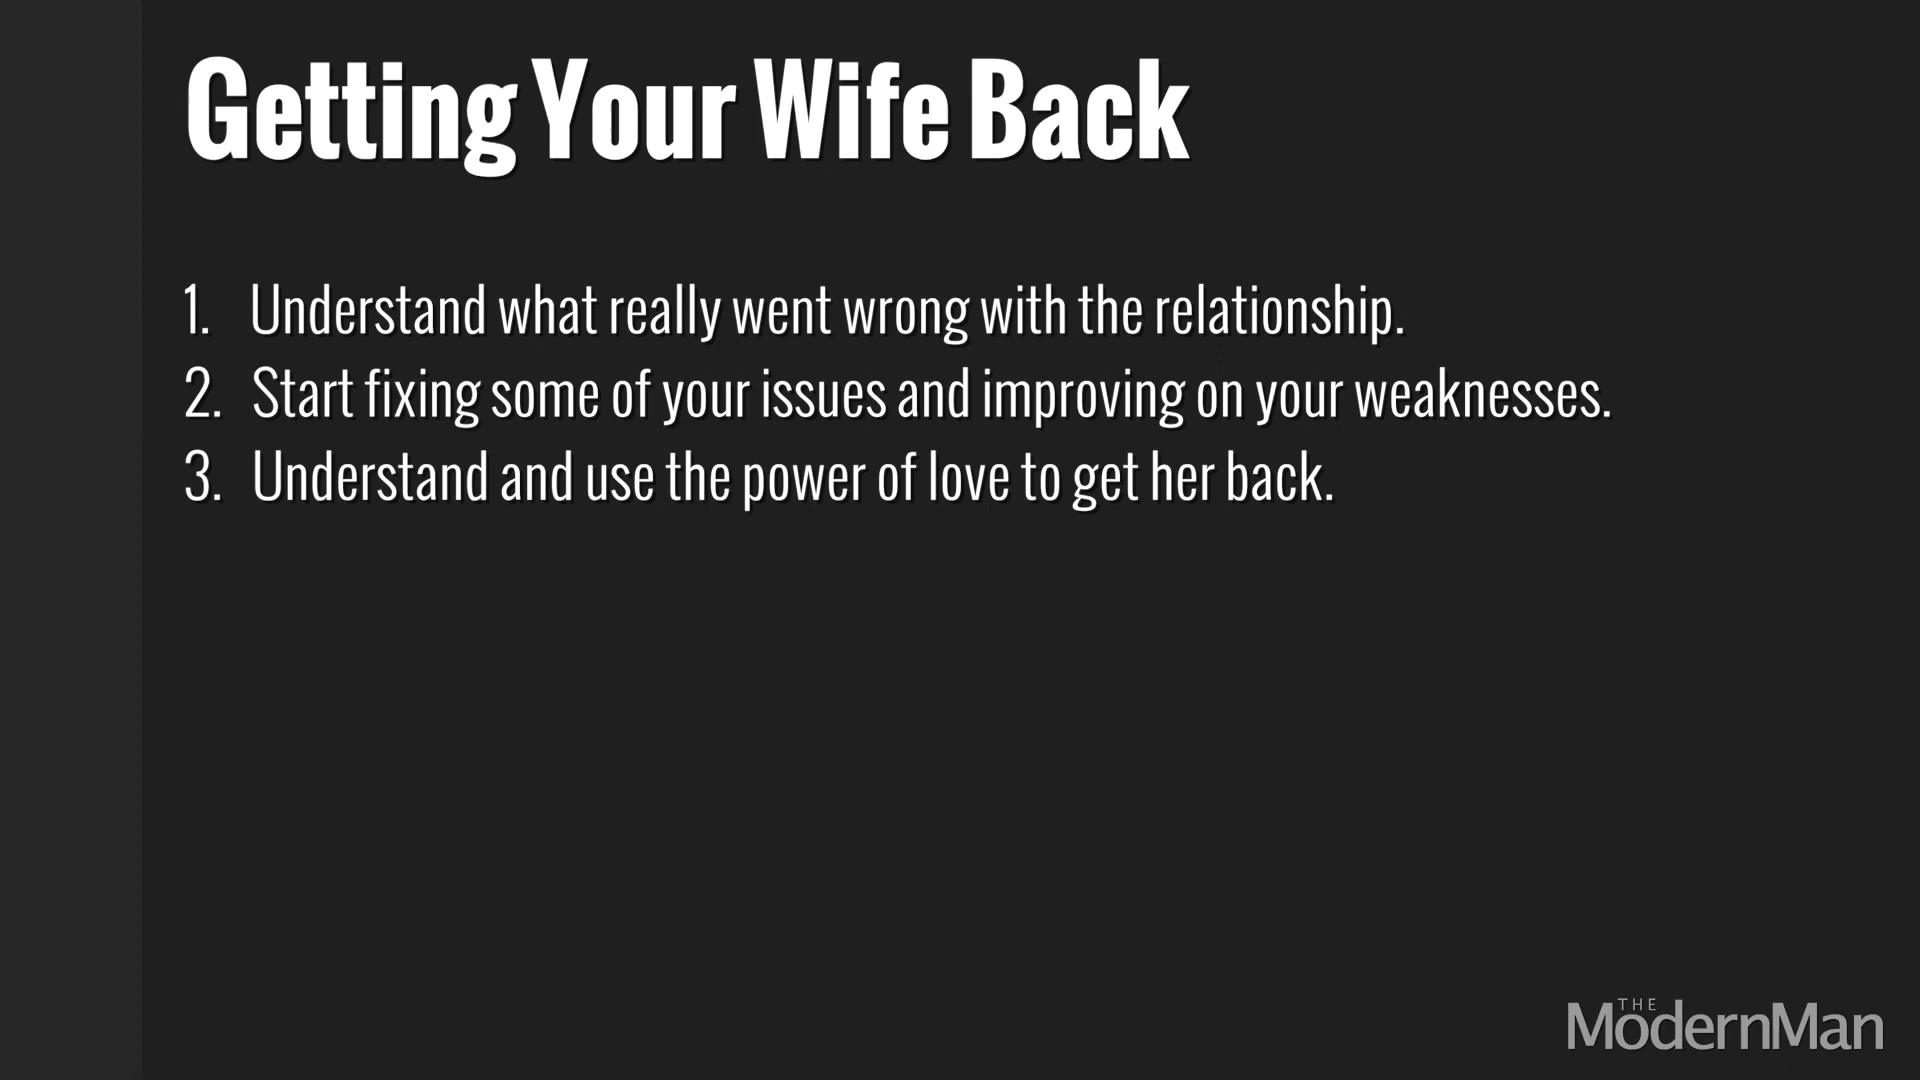 Getting Your Wife Back
1. Understand what really went wrong with the relationship.
2. Start fixing some of your issues and improving on your weaknesses.
3. Understand and use the power of love to get her back.
THE
ModernMan